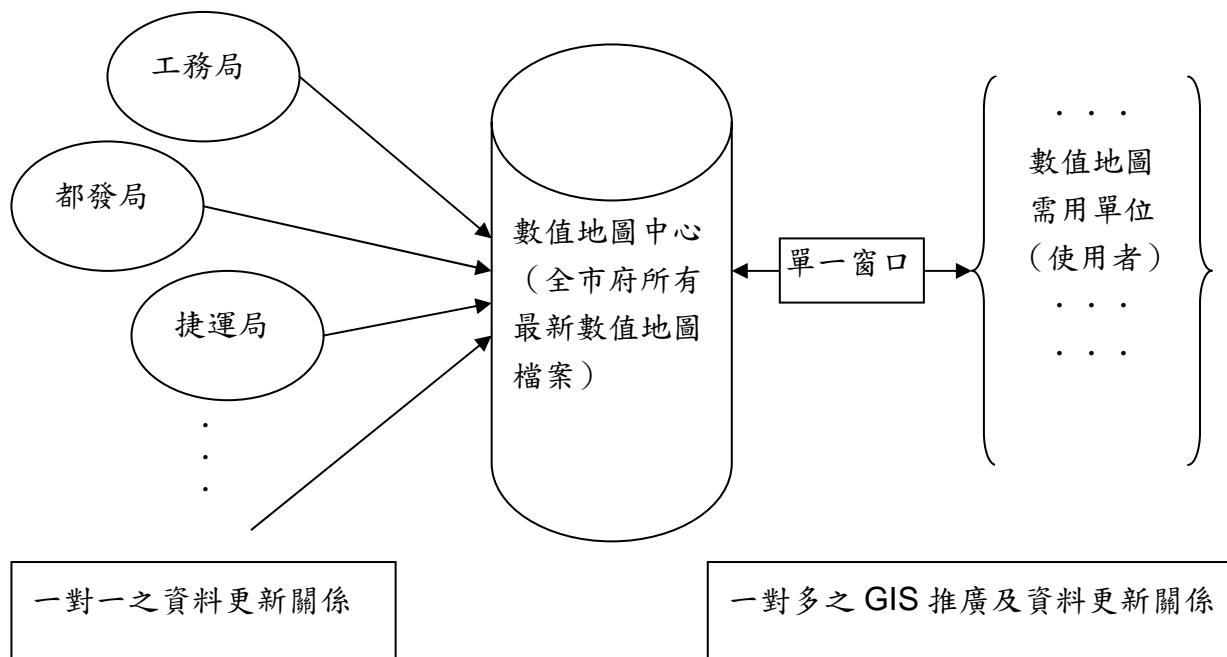 工務局
都發局
捷運局
.
.
.
數值地圖中心
（全市府所有
最新數值地圖
檔案）
單一窗口
. . .
數值地圖
需用單位
（使用者）
. . .
. . .
一對一之資料更新關係
一對多之 GIS 推廣及資料更新關係